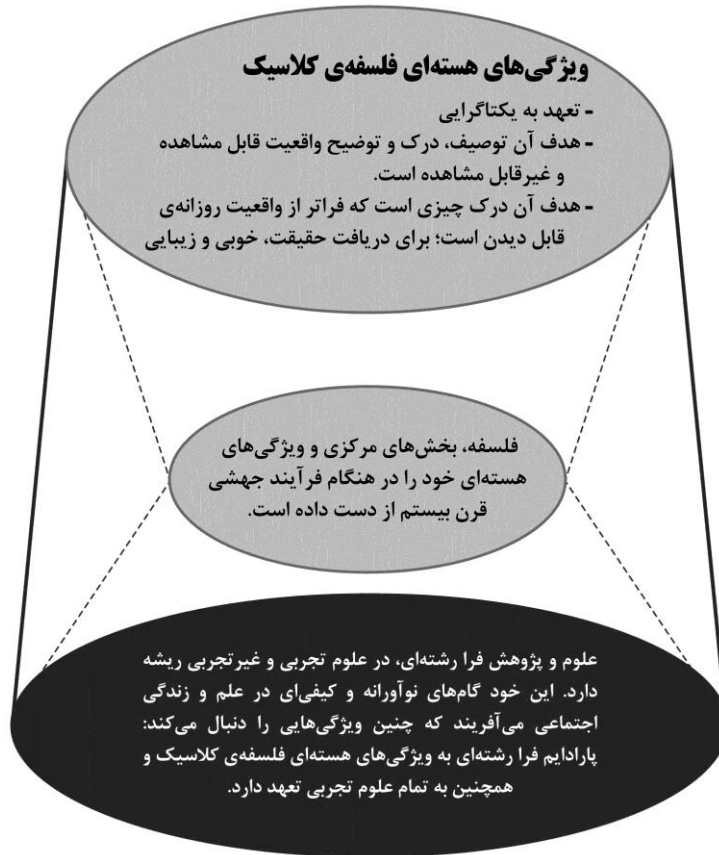 ویژگی‌های هسته‌ای فلسفه‌ی کلاسیک
- تعهد به یکتاگرایی
- هدف آن توصیف، درک و توضیح واقعیت قابل مشاهده
و غیرقابل مشاهده است.
- هدف آن درک چیزی است که فراتر از واقعیت روزانه‌ی
قابل دیدن است؛ برای دریافت حقیقت، خوبی و زیبایی
فلسفه، بخش‌های مرکزی و ویژگی‌های
هسته‌ای خود را در هنگام فرآیند جهشی
قرن بیستم از دست داده است.
علوم و پژوهش فرا رشته‌ای، در علوم تجربی و غیرتجربی ریشه
دارد. این خود گام‌های نوآورانه و کیفی‌ای در علم و زندگی
اجتماعی می‌آفریند که چنین ویژگی‌هایی را دنبال می‌کند:
پارادایم فرا رشته‌ای به ویژگی‌های هسته‌ای فلسفه‌ی کلاسیک و
همچنین به تمام علوم تجربی تعهد دارد.